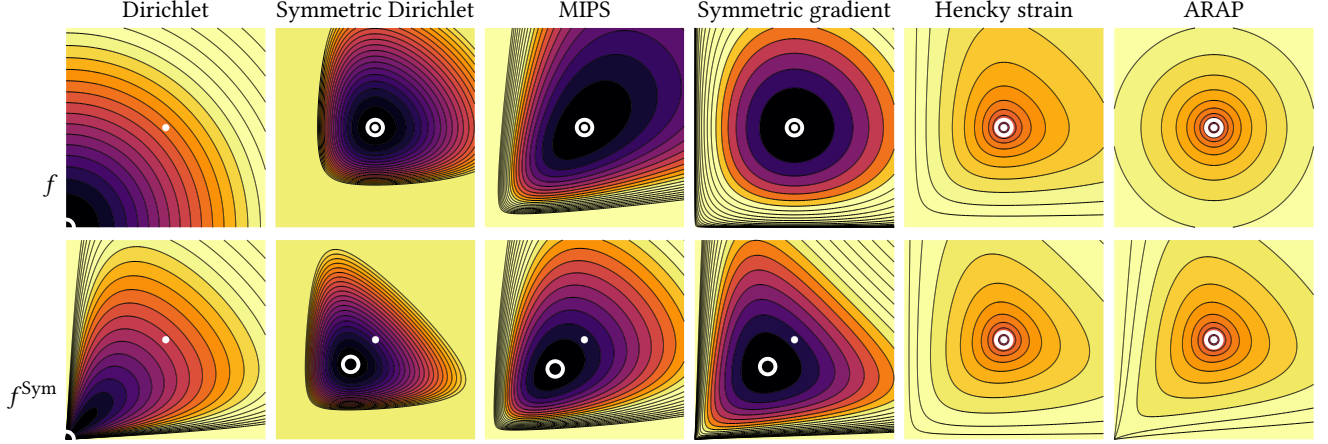 Dirichlet
Symmetric Dirichlet
MIPS
Symmetric gradient
Hencky strain
ARAP
f
f^Sym